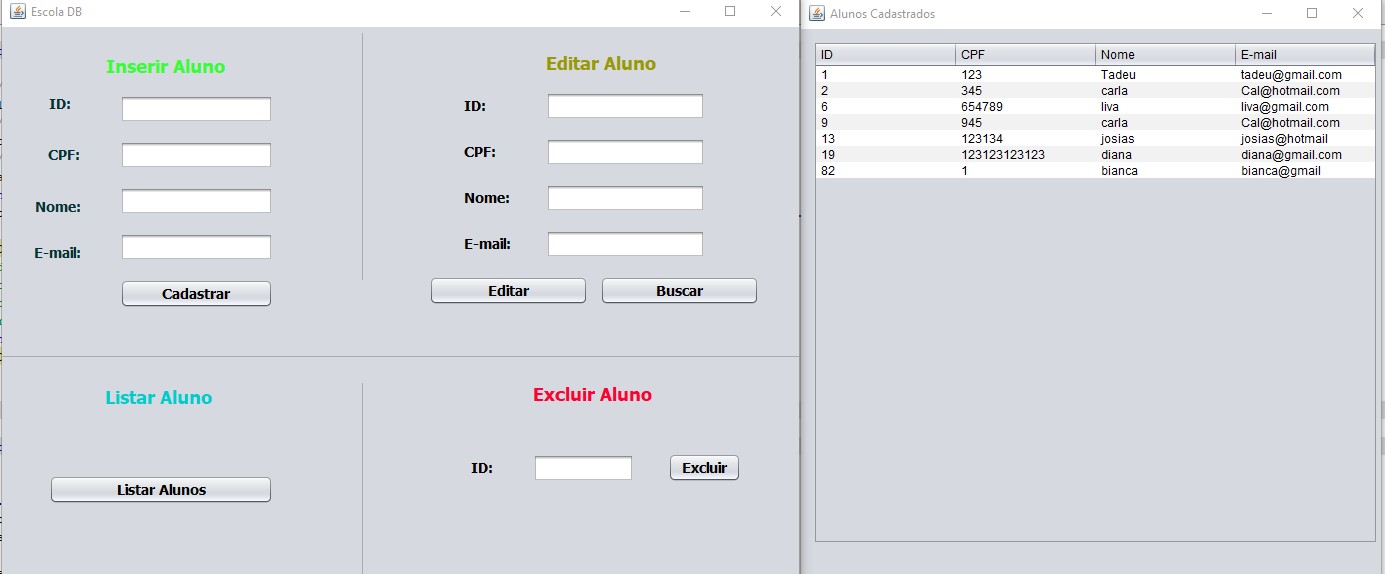 Escola DB
Inserir Aluno
ID:
CPF:
Nome:
E-mail:
Cadastrar
Editar Aluno
ID:
CPF:
Nome:
E-mail:
Editar Buscar
Listar Aluno
Listar Alunos
Excluir Aluno
ID: Excluir
Alunos Cadastrados
ID CPF Nome E-mail
1 123 Tadeu tadeu@gmail.com
2 345 carla Cal@hotmail.com
6 654789 liva liva@gmail.com
9 945 carla Cal@hotmail.com
13 123134 josias josias@hotmail
19 123123123123 diana diana@gmail.com
82 1 bianca bianca@gmail